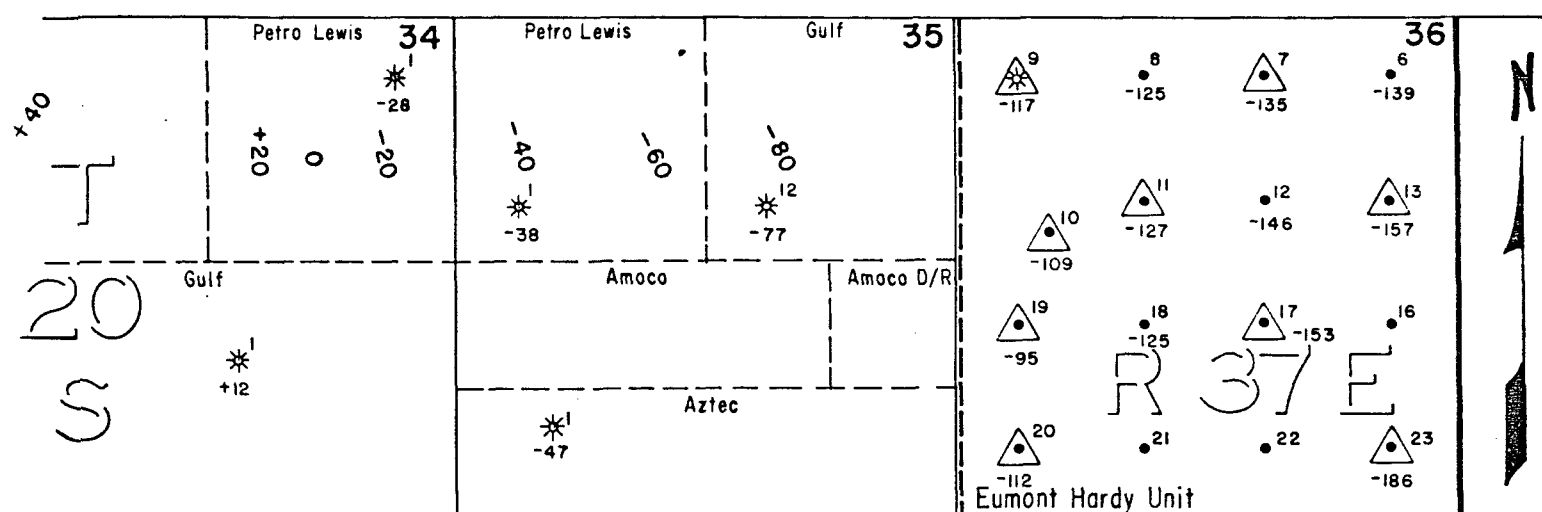 Petro Lewis 34 Petro Lewis Gulf 35 36
1 -28
9 -117
8 -125
7 -135
6 -139
N
+40
+20 0 -20 -40 -60 -80
T
1 -38
12 -77
10 -109
11 -127
12 -146
13 -157
Gulf Amoco Amoco D/R
20
S
1 +12
19 -95
18 -125
17 -153
16
R 37 E
Aztec
1 -47
20 -112
21
22
23 -186
Eumont Hardy Unit